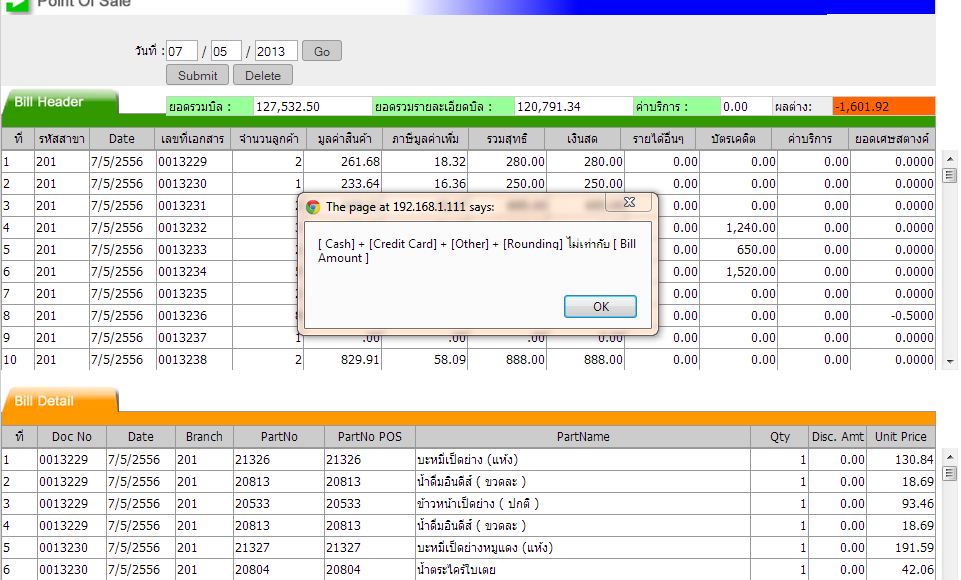 Point Of Sale
วันที่ : 07 / 05 / 2013 Go
Submit Delete
Bill Header
ยอดรวมบิล : 127,532.50 ยอดรวมรายละเอียดบิล : 120,791.34 ค่าบริการ : 0.00 ผลต่าง: -1,601.92
ที่ รหัสสาขา Date เลขที่เอกสาร จำนวนลูกค้า มูลค่าสินค้า ภาษีมูลค่าเพิ่ม รวมสุทธิ เงินสด รายได้อื่นๆ บัตรเคดิต ค่าบริการ ยอดเศษสตางค์
1 201 7/5/2556 0013229 2 261.68 18.32 280.00 280.00 0.00 0.00 0.00 0.0000
2 201 7/5/2556 0013230 1 233.64 16.36 250.00 250.00 0.00 0.00 0.00 0.0000
3 201 7/5/2556 0013231 0.00 0.00 0.00 0.0000
4 201 7/5/2556 0013232 0.00 1,240.00 0.00 0.0000
5 201 7/5/2556 0013233 0.00 650.00 0.00 0.0000
6 201 7/5/2556 0013234 0.00 1,520.00 0.00 0.0000
7 201 7/5/2556 0013235 0.00 0.00 0.00 0.0000
8 201 7/5/2556 0013236 0.00 0.00 0.00 -0.5000
9 201 7/5/2556 0013237 1 .00 .00 .00 .00 0.00 0.00 0.00 0.0000
10 201 7/5/2556 0013238 2 829.91 58.09 888.00 888.00 0.00 0.00 0.00 0.0000
The page at 192.168.1.111 says:
[ Cash] + [Credit Card] + [Other] + [Rounding] ไม่เท่ากับ [ Bill
Amount ]
OK
Bill Detail
ที่ Doc No Date Branch PartNo PartNo POS PartName Qty Disc. Amt Unit Price
1 0013229 7/5/2556 201 21326 21326 บะหมี่เป็ดย่าง (แห้ง) 1 0.00 130.84
2 0013229 7/5/2556 201 20813 20813 น้ำดื่มอินดิส์ ( ขวดละ ) 1 0.00 18.69
3 0013229 7/5/2556 201 20533 20533 ข้าวหน้าเป็ดย่าง ( ปกติ ) 1 0.00 93.46
4 0013229 7/5/2556 201 20813 20813 น้ำดื่มอินดิส์ ( ขวดละ ) 1 0.00 18.69
5 0013230 7/5/2556 201 21327 21327 บะหมี่เป็ดย่างหมูแดง (แห้ง) 1 0.00 191.59
6 0013230 7/5/2556 201 20804 20804 น้ำตะไคร้ใบเตย 1 0.00 42.06